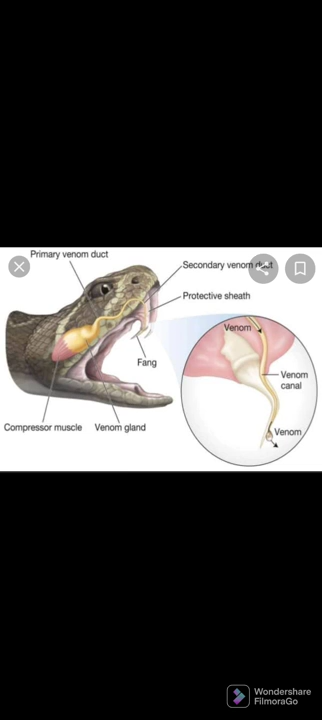 Primary venom duct
Secondary venom duct
Protective sheath
Venom
Fang
Venom
canal
Compressor muscle
Venom gland
Venom
Wondershare
FilmoraGo